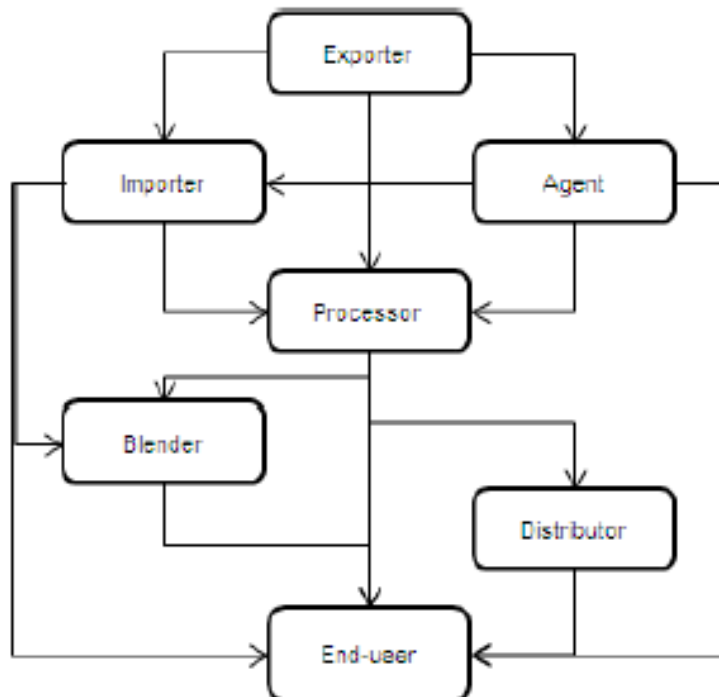 Exporter
Importer
Agent
Processor
Blender
Distributor
End-user